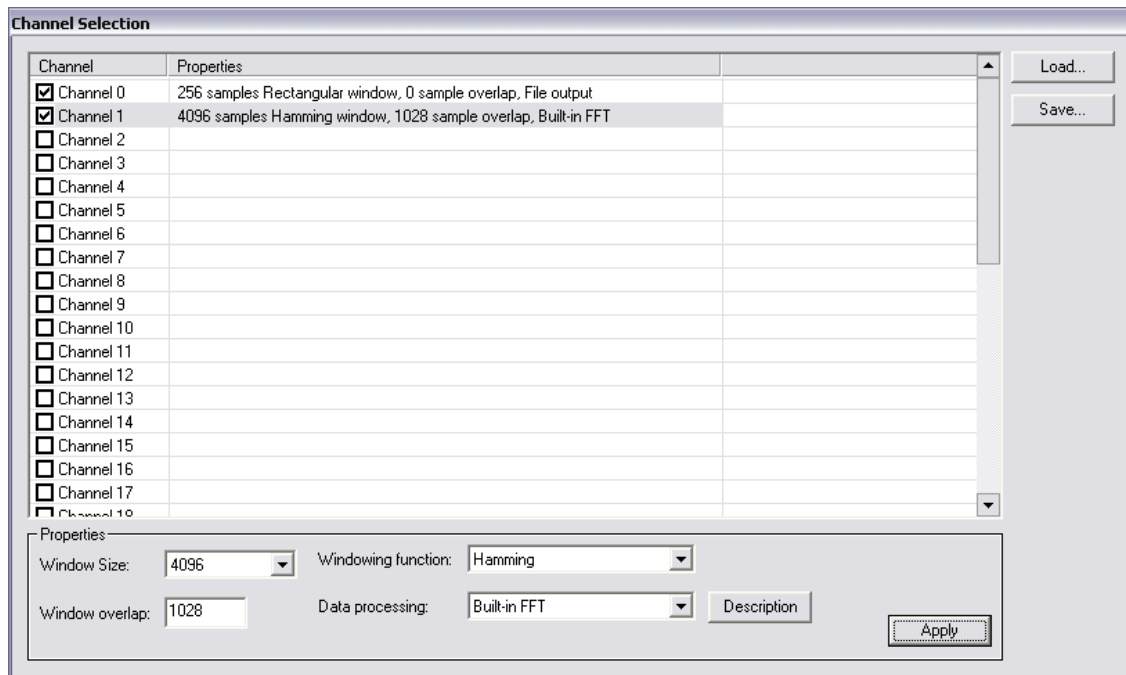 Channel Selection
Channel Properties
Load...
Channel 0 256 samples Rectangular window, 0 sample overlap, File output
Channel 1 4096 samples Hamming window, 1028 sample overlap, Built-in FFT
Save...
Channel 2
Channel 3
Channel 4
Channel 5
Channel 6
Channel 7
Channel 8
Channel 9
Channel 10
Channel 11
Channel 12
Channel 13
Channel 14
Channel 15
Channel 16
Channel 17
Channel 18
Properties
Window Size: 4096 Windowing function: Hamming
Window overlap: 1028 Data processing: Built-in FFT Description
Apply